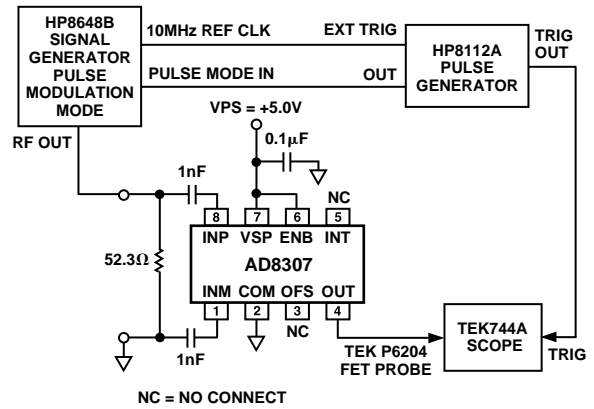 HP8648B
SIGNAL
GENERATOR
PULSE
MODULATION
MODE
10MHz REF CLK
EXT TRIG
PULSE MODE IN
OUT
HP8112A
PULSE
GENERATOR
TRIG
OUT
RF OUT
VPS = +5.0V
0.1μF
1nF
NC
8
7
6
5
INP
VSP
ENB
INT
52.3Ω
AD8307
INM
COM
OFS
OUT
1
2
3
4
NC
1nF
TEK P6204
FET PROBE
TEK744A
SCOPE
TRIG
NC = NO CONNECT